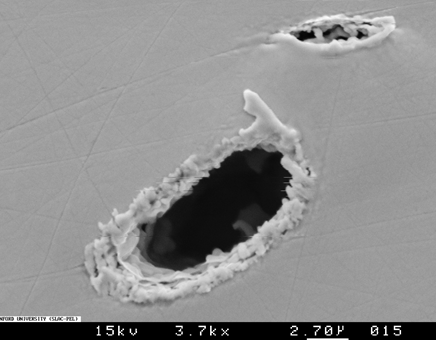 NFORD UNIVERSITY (SLAC-PEL)
15kv 3.7kx 2.70μ 015